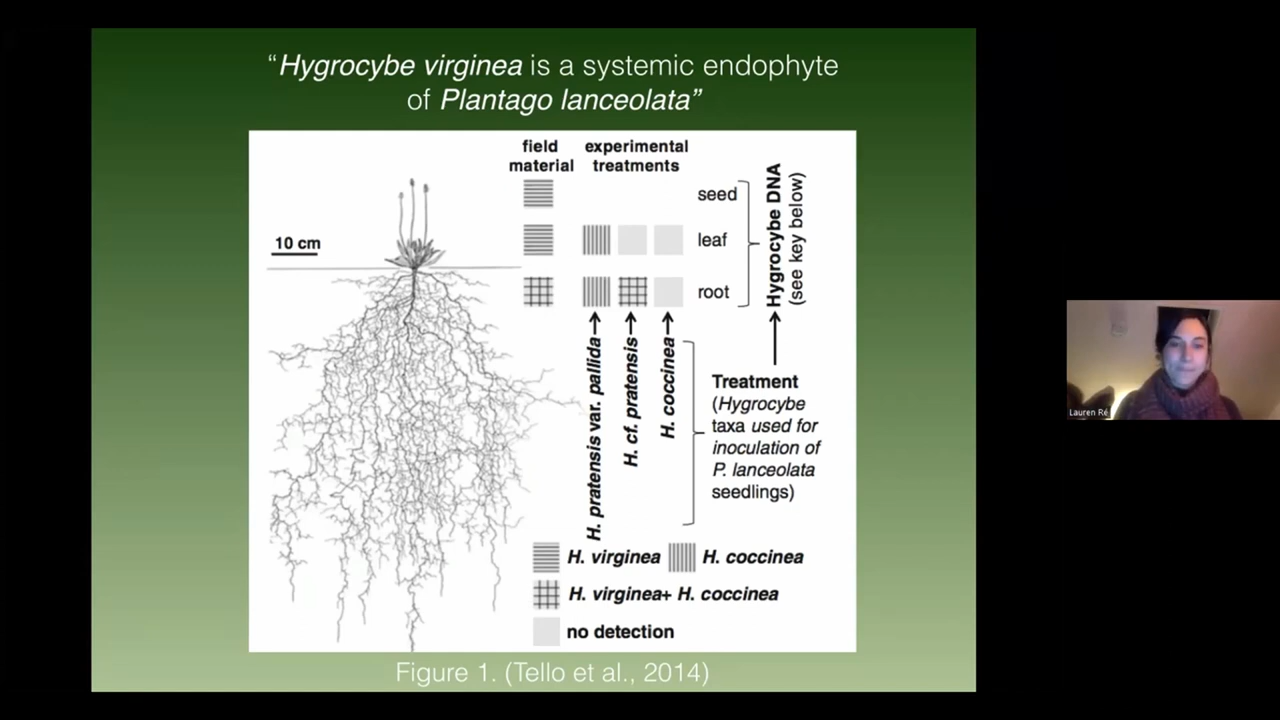 “Hygrocybe virginea is a systemic endophyte
of Plantago lanceolata”
field
material
experimental
treatments
seed
leaf
root
Hygrocybe DNA
(see key below)
10 cm
H. pratensis var. pallida
H. cf. pratensis
H. coccinea
Treatment
(Hygrocybe
taxa used for
inoculation of
P. lanceolata
seedlings)
H. virginea
H. coccinea
H. virginea+ H. coccinea
no detection
Figure 1. (Tello et al., 2014)
Lauren Ré